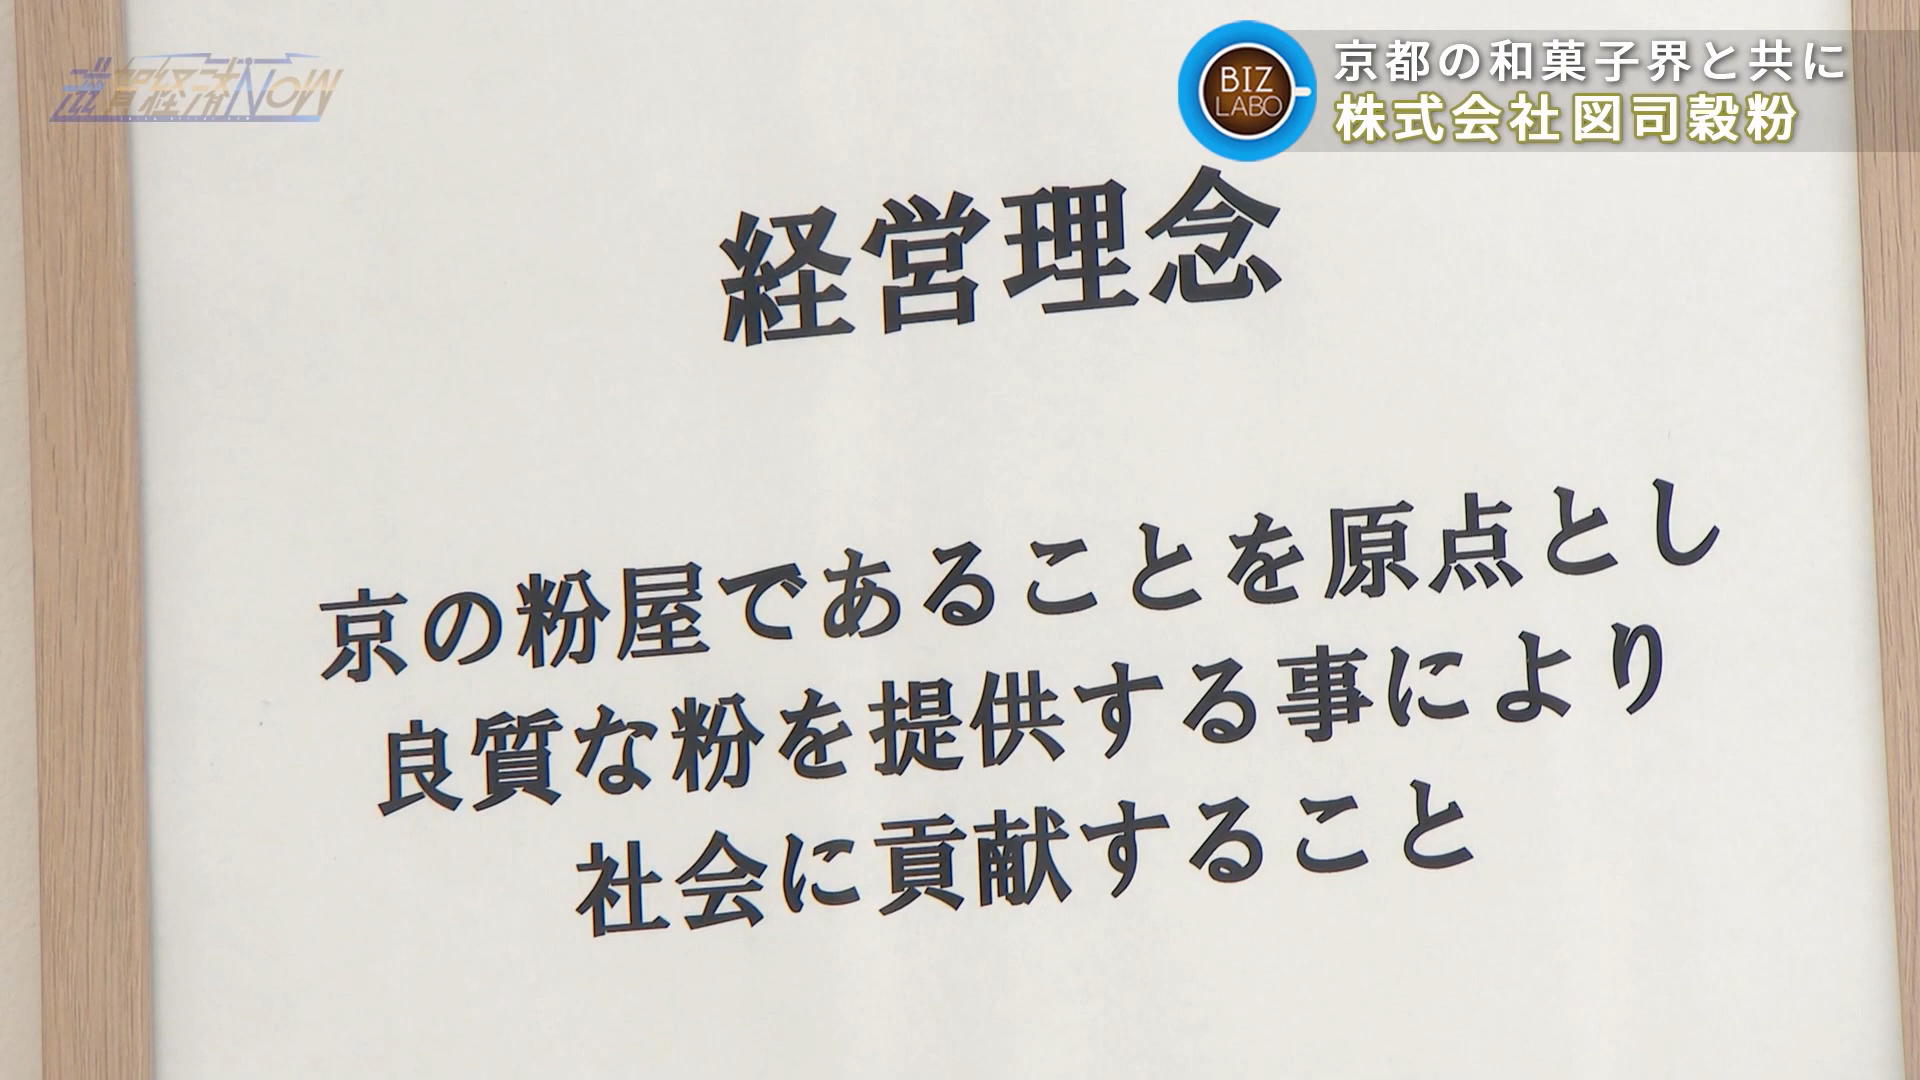 滋賀経済NOW
BIZ
LABO
京都の和菓子界と共に
株式会社図司穀粉
経営理念
京の粉屋であることを原点とし
良質な粉を提供する事により
社会に貢献すること